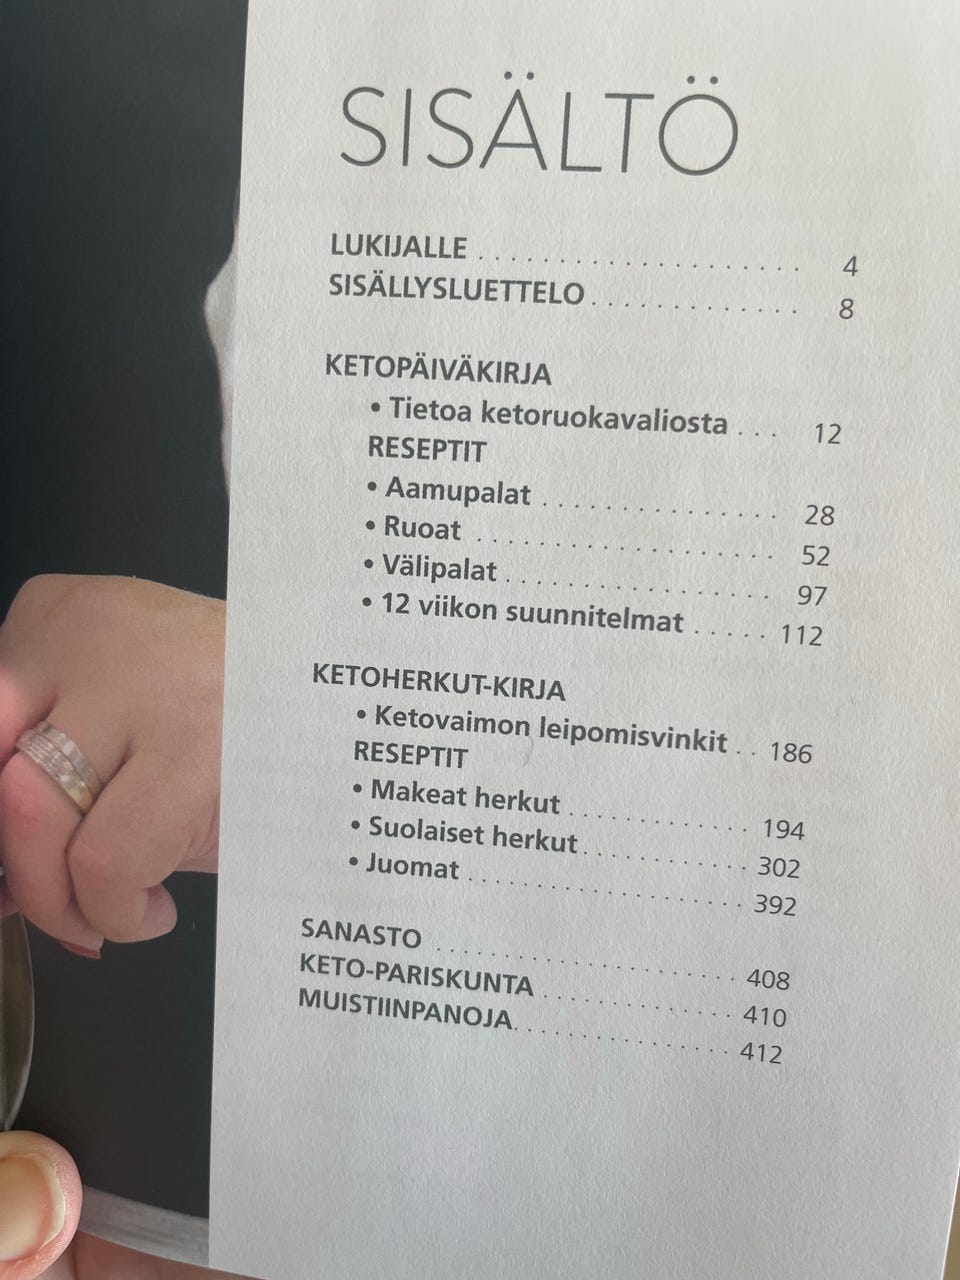 SISÄLTÖ
LUKIJALLE . . . . . . . . . . . . . . . . . . . . . 4
SISÄLLYSLUETTELO . . . . . . . . . . . . . . 8
KETOPÄIVÄKIRJA
• Tietoa ketoruokavaliosta . . . 12
RESEPTIT
• Aamupalat . . . . . . . . . . . . . . . . 28
• Ruoat . . . . . . . . . . . . . . . . . . . . 52
• Välipalat . . . . . . . . . . . . . . . . . . 97
• 12 viikon suunnitelmat . . . . . 112
KETOHERKUT-KIRJA
• Ketovaimon leipomisvinkit . . 186
RESEPTIT
• Makeat herkut . . . . . . . . . . . . 194
• Suolaiset herkut . . . . . . . . . . . 302
• Juomat . . . . . . . . . . . . . . . . . . 392
SANASTO . . . . . . . . . . . . . . . . . . . . 408
KETO-PARISKUNTA . . . . . . . . . . . . . 410
MUISTIINPANOJA . . . . . . . . . . . . . . . 412